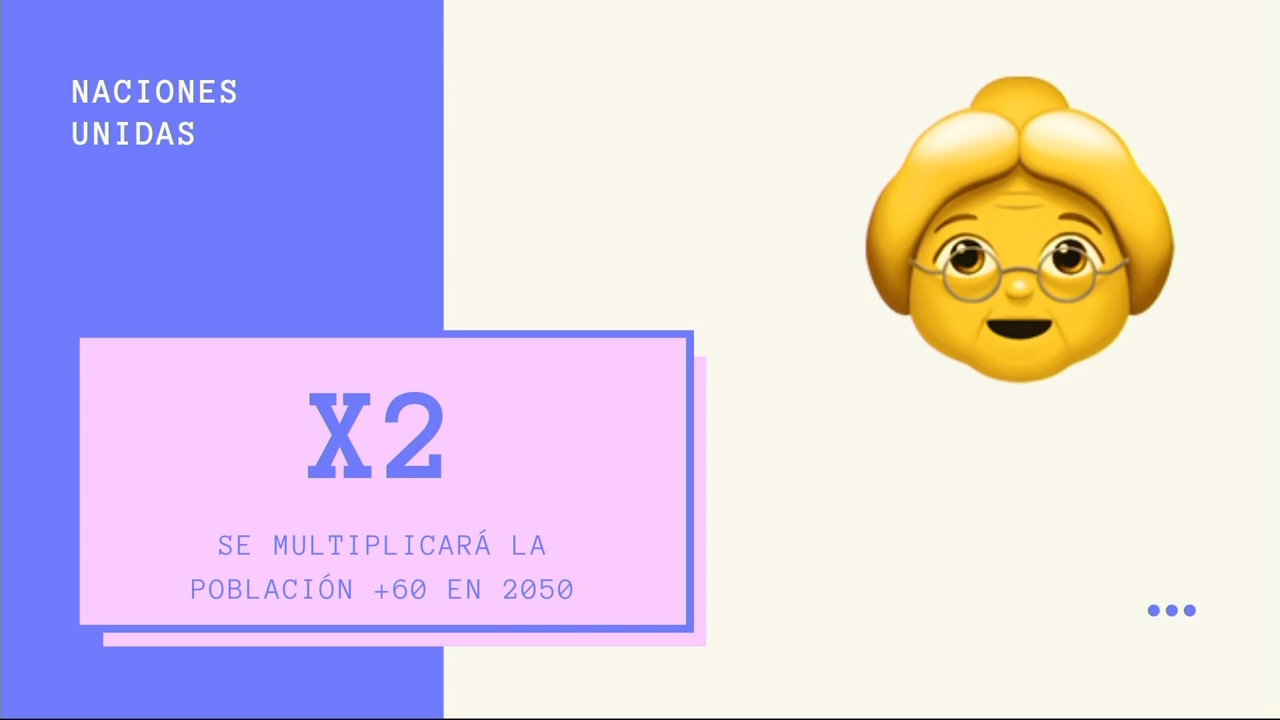 NACIONES
UNIDAS
X2
SE MULTIPLICARÁ LA
POBLACIÓN +60 EN 2050